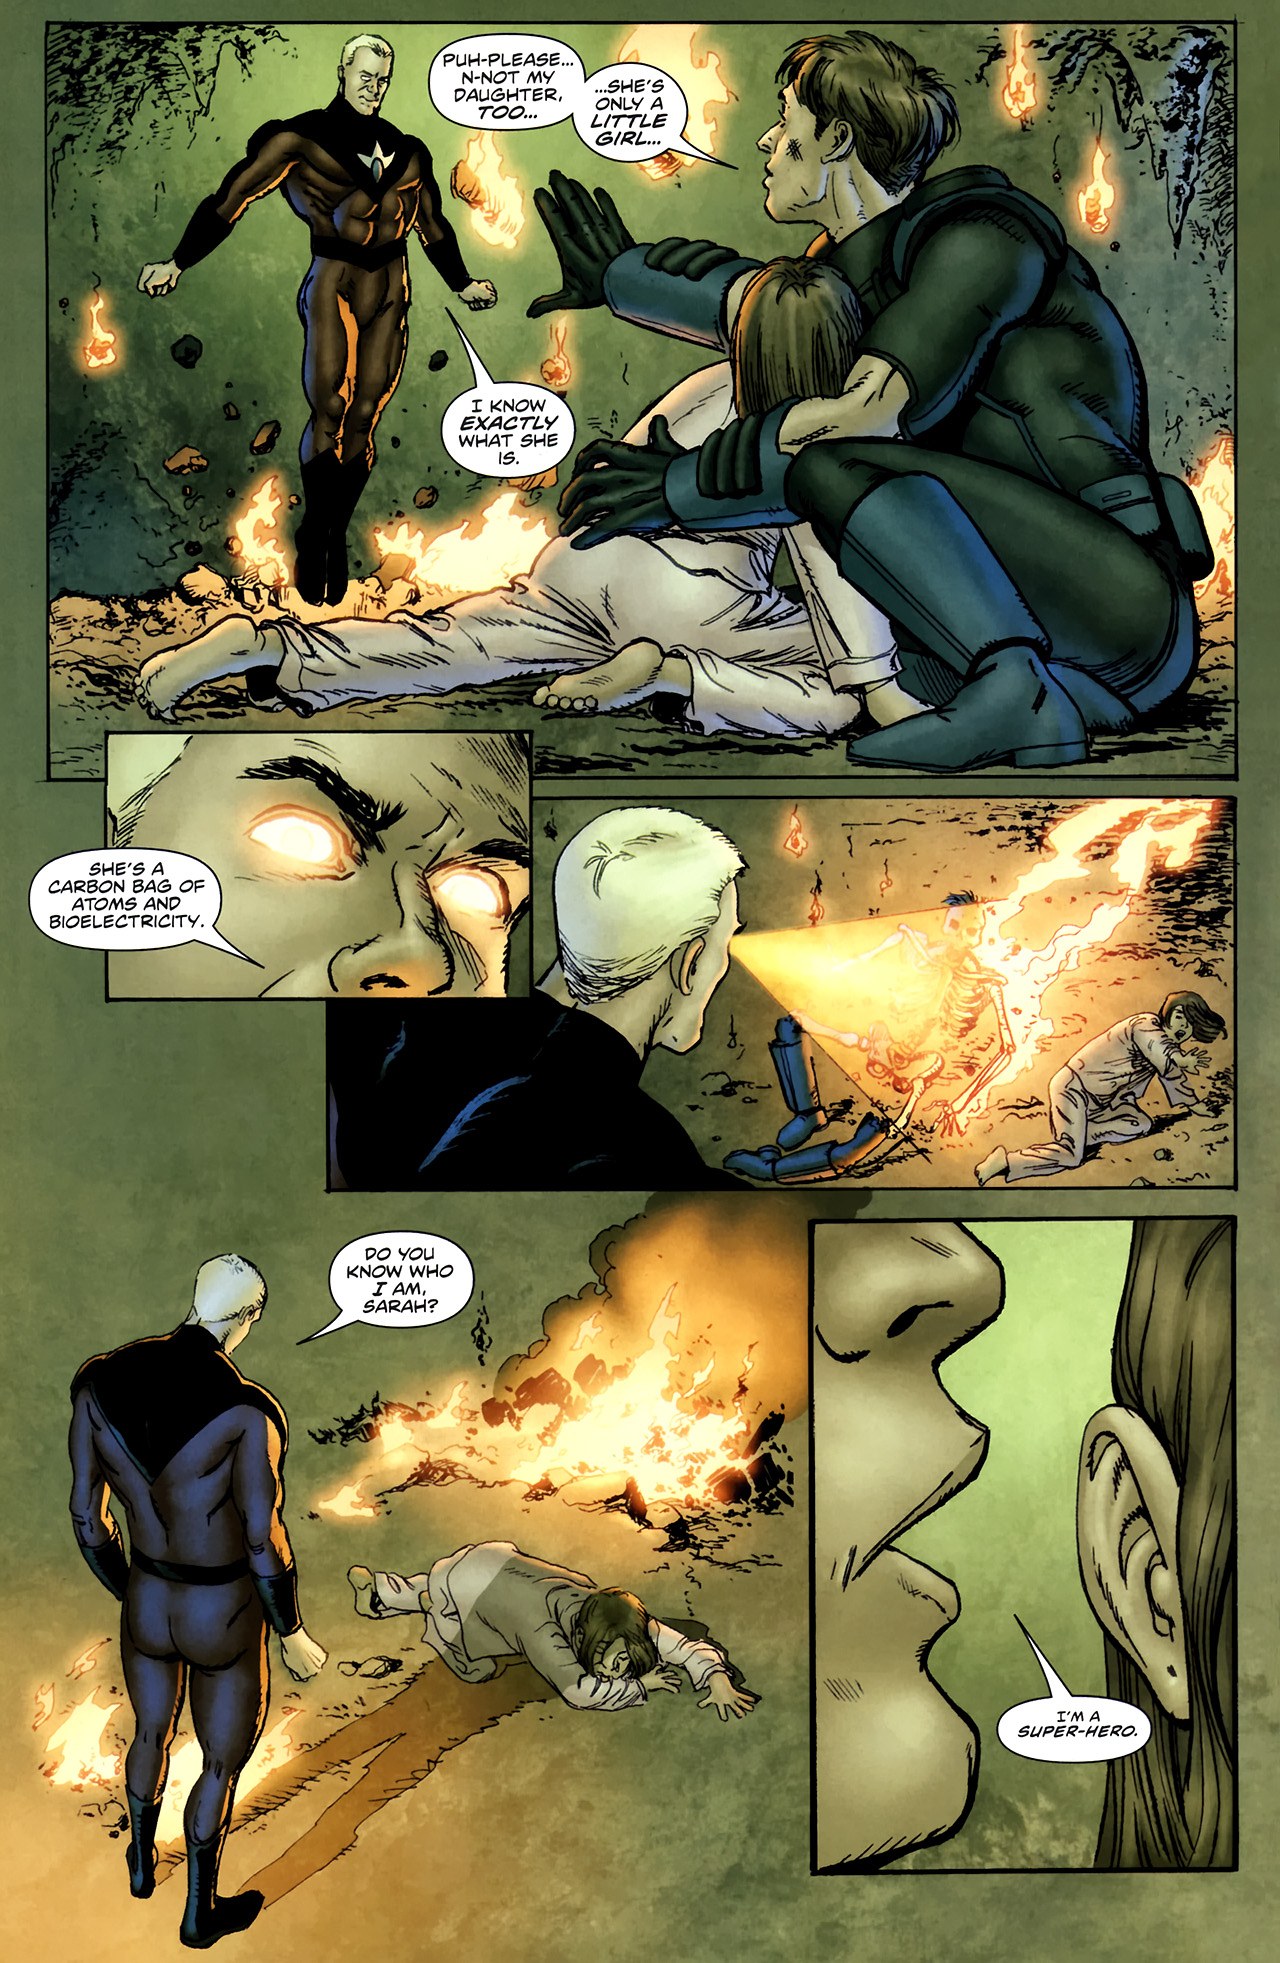 PUH-PLEASE...
N-NOT MY
DAUGHTER,
TOO...
...SHE'S
ONLY A
LITTLE
GIRL...
I KNOW
EXACTLY
WHAT SHE
IS.
SHE'S A
CARBON BAG OF
ATOMS AND
BIOELECTRICITY.
DO YOU
KNOW WHO
I AM,
SARAH?
I'M A
SUPER-HERO.